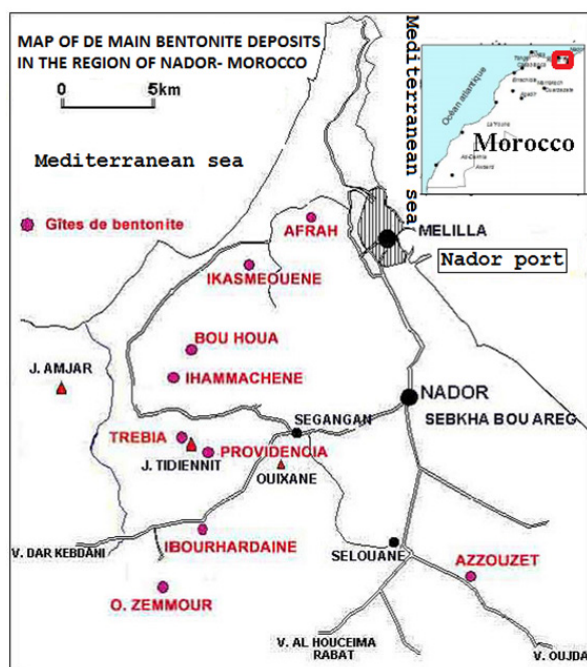 MAP OF DE MAIN BENTONITE DEPOSITS
IN THE REGION OF NADOR- MOROCCO
0
5km
Mediterranean sea
Mediterranean sea
Océan atlantique
Morocco
Gîtes de bentonite
AFRAH
MELILLA
Nador port
IKASMEOUENE
BOU HOUA
J. AMJAR
IHAMMACHENE
NADOR
SEGANGAN
SEBKHA BOU AREG
TREBIA
PROVIDENCIA
J. TIDIENNIT
OUIXANE
V. DAR KEBDANI
IBOURHARDAINE
SELOUANE
AZZOUZET
O. ZEMMOUR
V. AL HOUCEIMA
RABAT
V. OUJDA